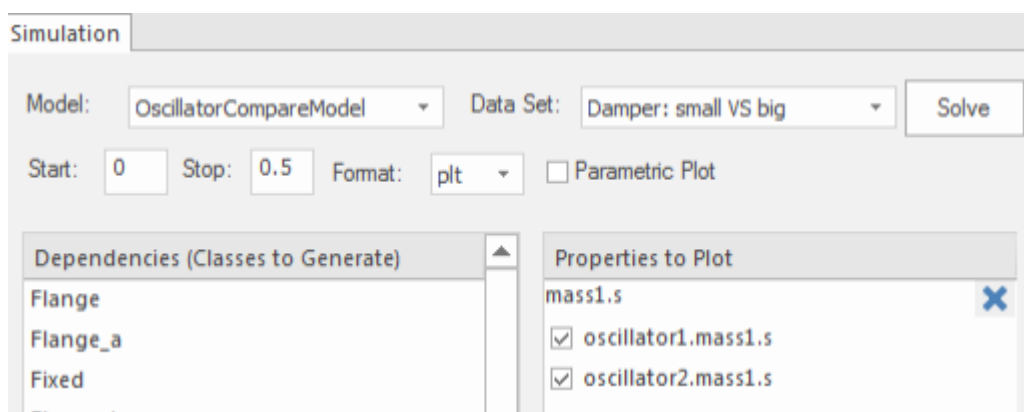 Simulation
Model: OscillatorCompareModel Data Set: Damper: small VS big Solve
Start: 0 Stop: 0.5 Format: plt Parametric Plot
Dependencies (Classes to Generate) Properties to Plot
Flange mass1.s
Flange_a oscillator1.mass1.s
Fixed oscillator2.mass1.s